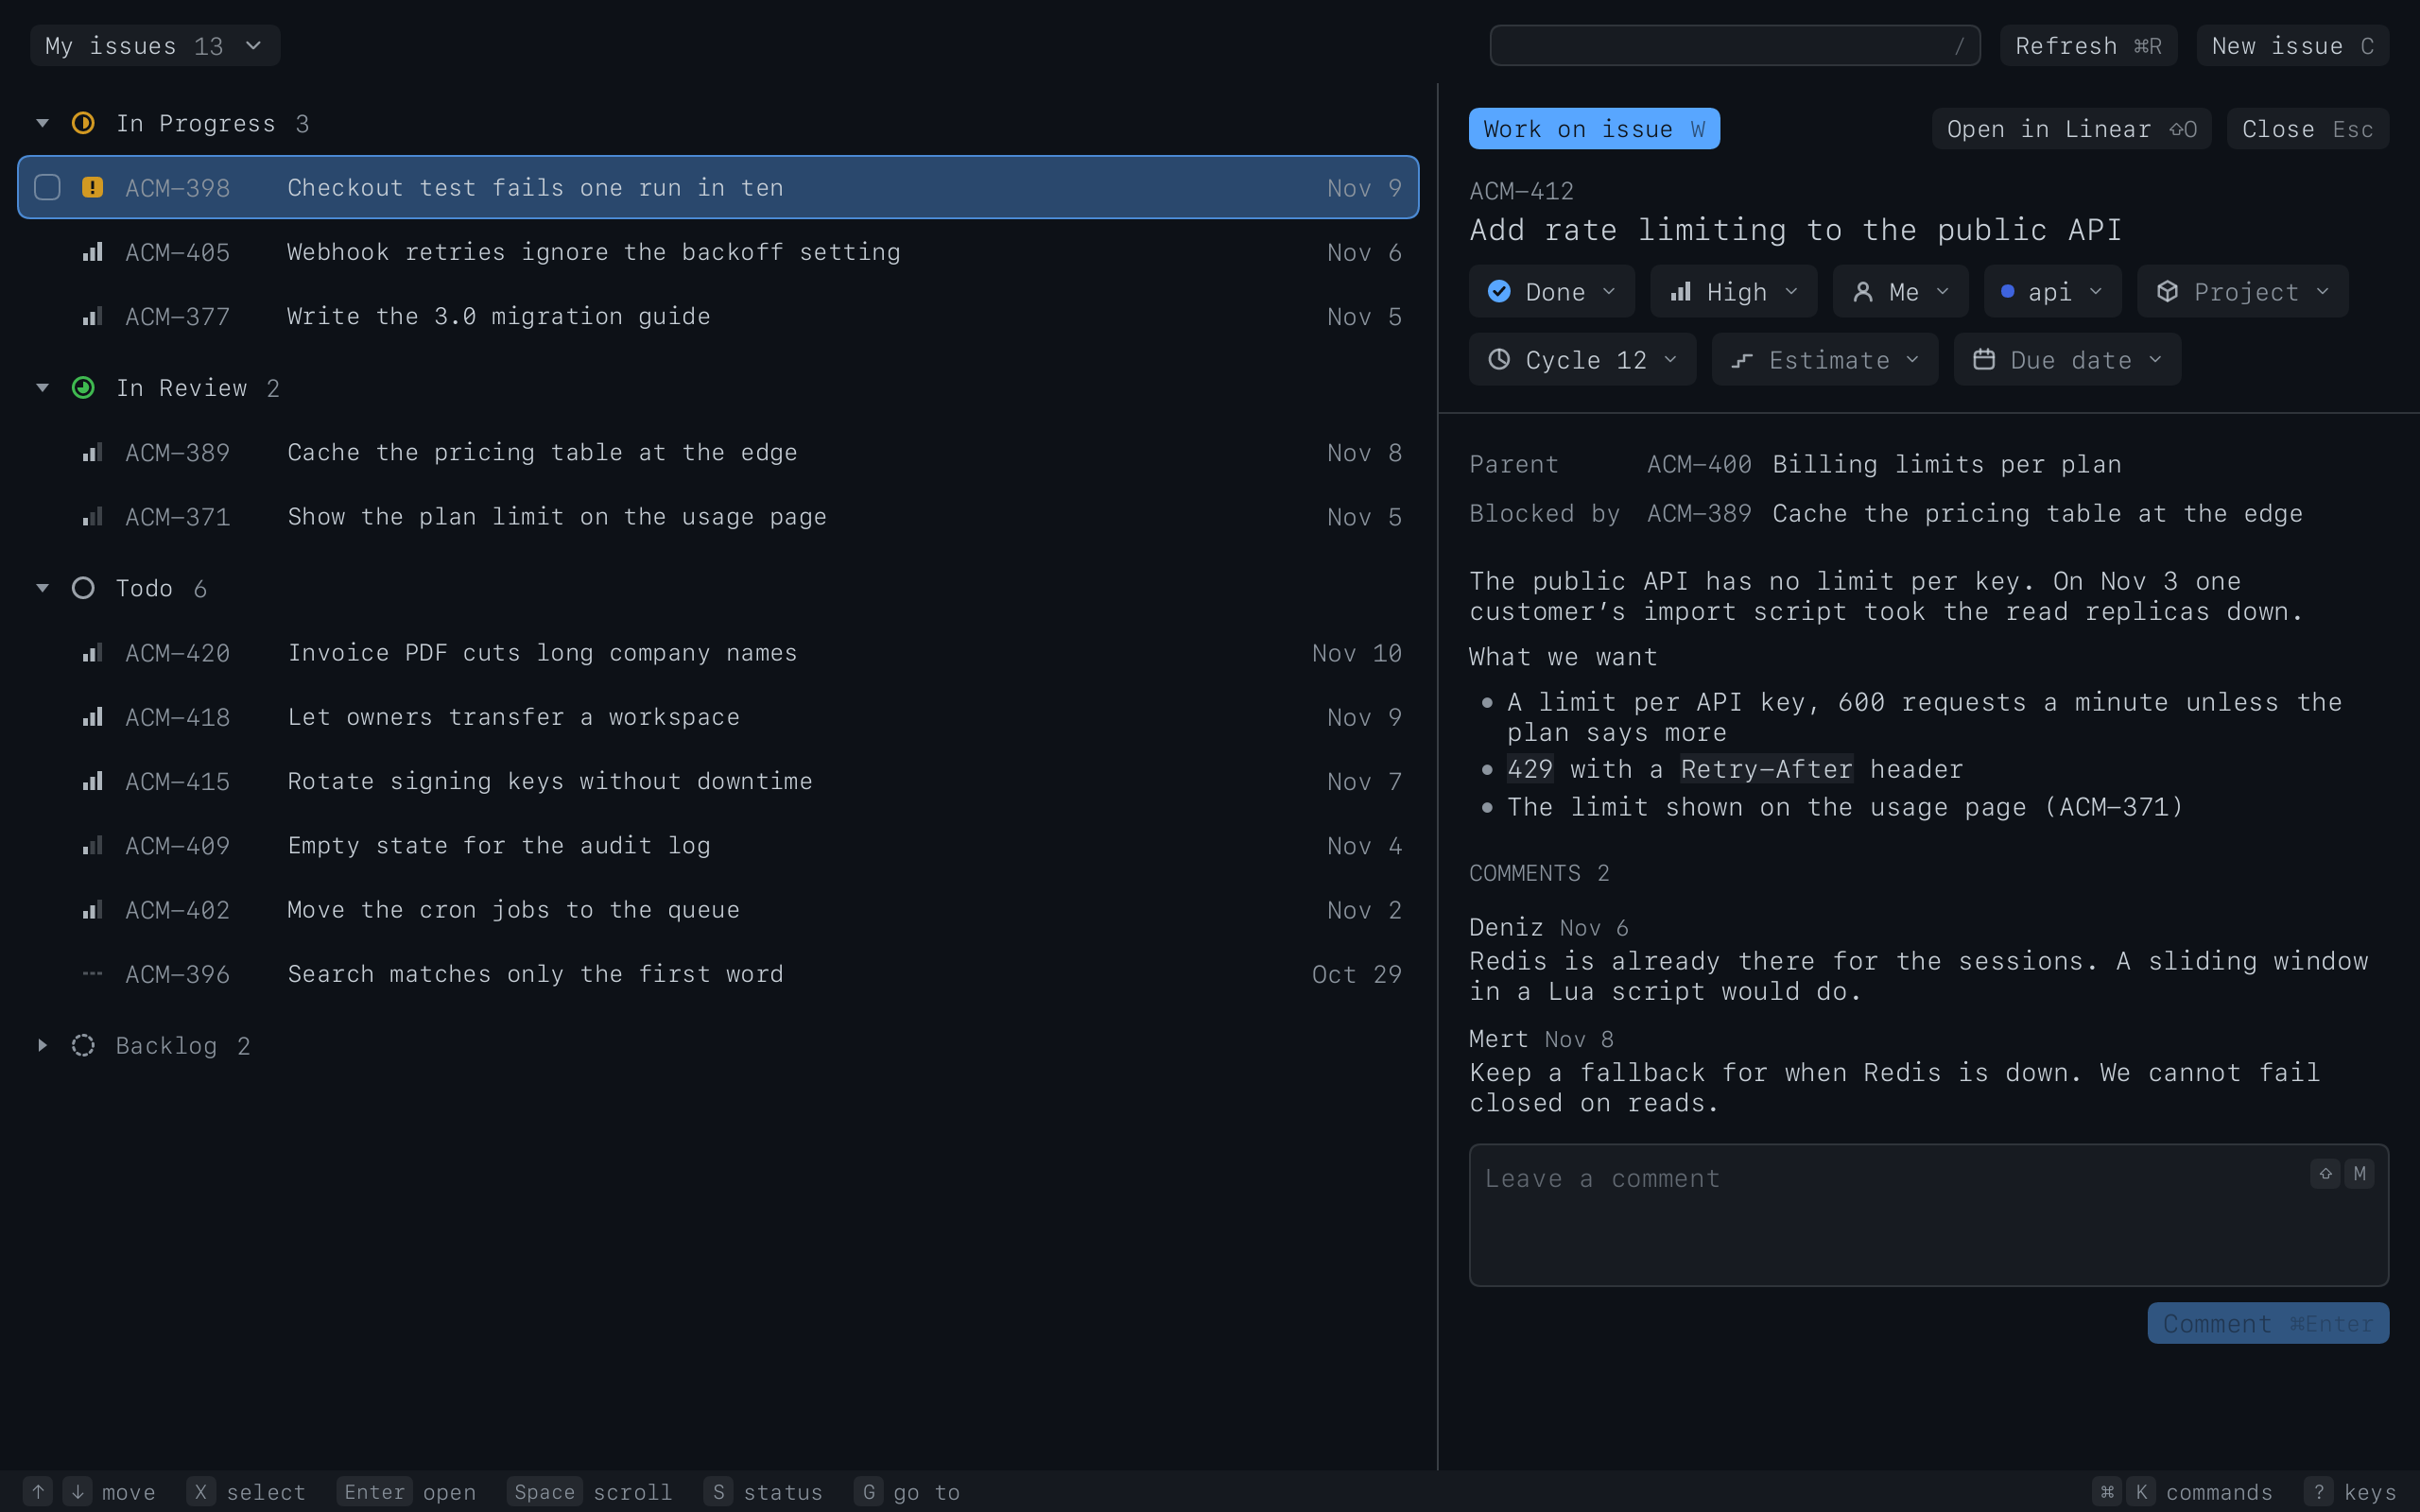 My issues 13
/
Refresh ⌘R
New issue C
In Progress 3
ACM-398 Checkout test fails one run in ten Nov 9
ACM-405 Webhook retries ignore the backoff setting Nov 6
ACM-377 Write the 3.0 migration guide Nov 5
In Review 2
ACM-389 Cache the pricing table at the edge Nov 8
ACM-371 Show the plan limit on the usage page Nov 5
Todo 6
ACM-420 Invoice PDF cuts long company names Nov 10
ACM-418 Let owners transfer a workspace Nov 9
ACM-415 Rotate signing keys without downtime Nov 7
ACM-409 Empty state for the audit log Nov 4
ACM-402 Move the cron jobs to the queue Nov 2
ACM-396 Search matches only the first word Oct 29
Backlog 2
Work on issue W
Open in Linear ⇧O
Close Esc
ACM-412
Add rate limiting to the public API
Done High Me api Project
Cycle 12 Estimate Due date
Parent ACM-400 Billing limits per plan
Blocked by ACM-389 Cache the pricing table at the edge
The public API has no limit per key. On Nov 3 one
customer’s import script took the read replicas down.
What we want
• A limit per API key, 600 requests a minute unless the
plan says more
• 429 with a Retry-After header
• The limit shown on the usage page (ACM-371)
COMMENTS 2
Deniz Nov 6
Redis is already there for the sessions. A sliding window
in a Lua script would do.
Mert Nov 8
Keep a fallback for when Redis is down. We cannot fail
closed on reads.
Leave a comment ⇧ M
Comment ⌘Enter
↑ ↓ move X select Enter open Space scroll S status G go to ⌘ K commands ? keys